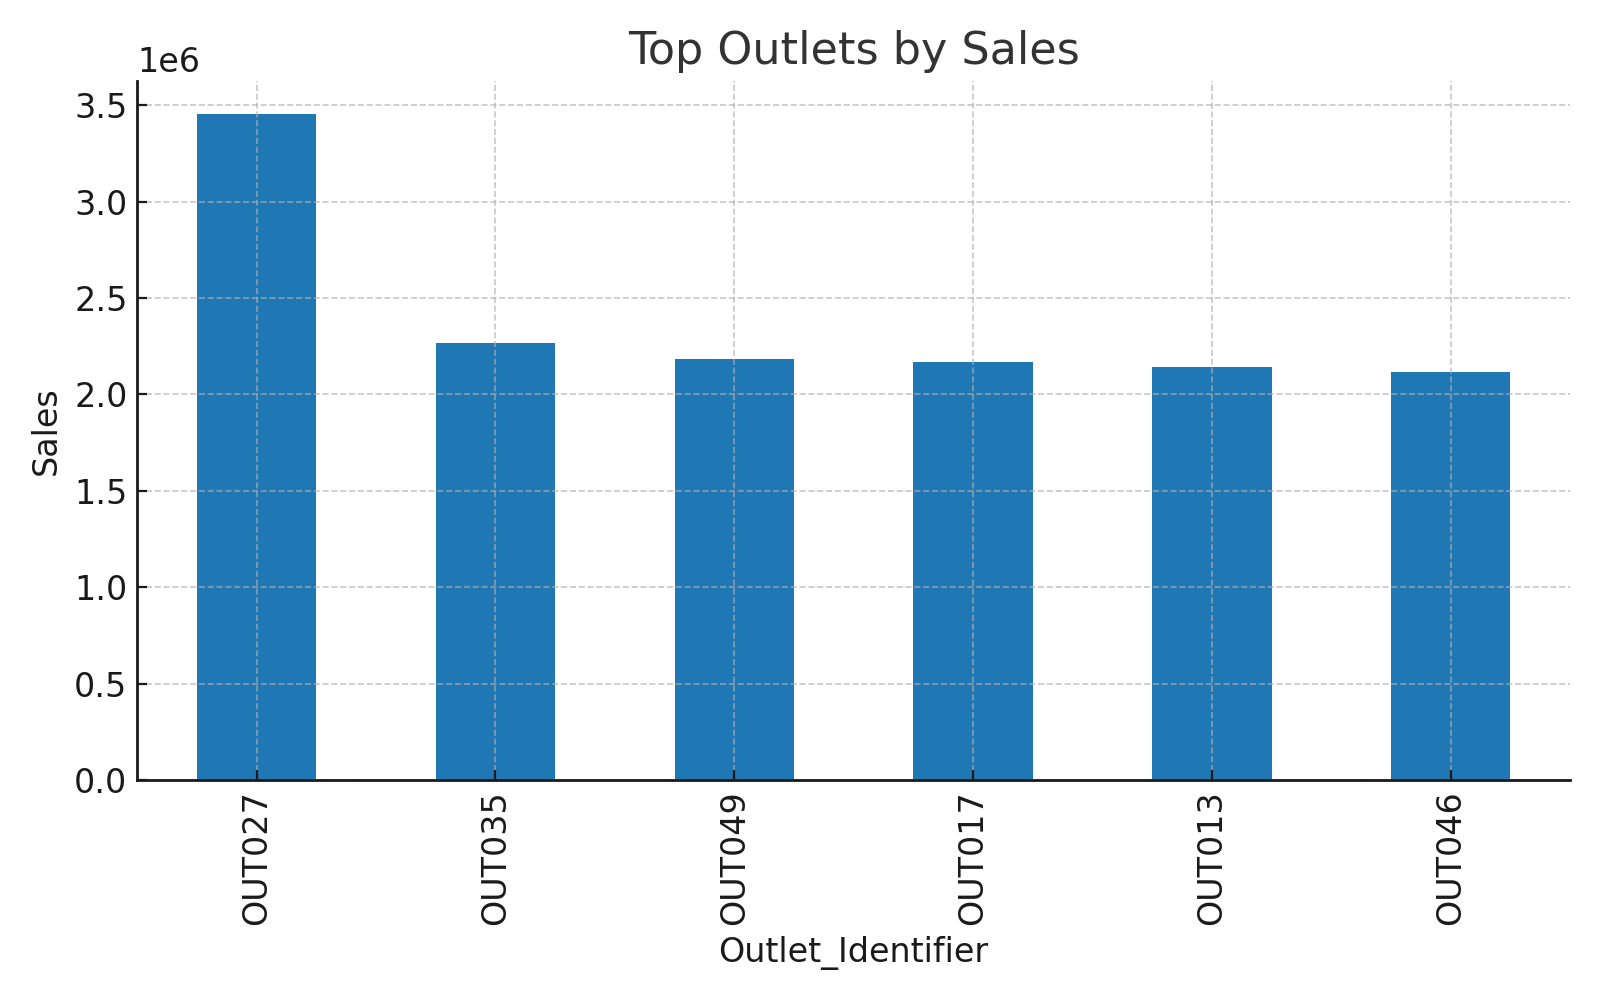 Top Outlets by Sales
1e6
3.5
3.0
2.5
2.0
1.5
1.0
0.5
0.0
Sales
OUT027
OUT035
OUT049
OUT017
OUT013
OUT046
Outlet_Identifier